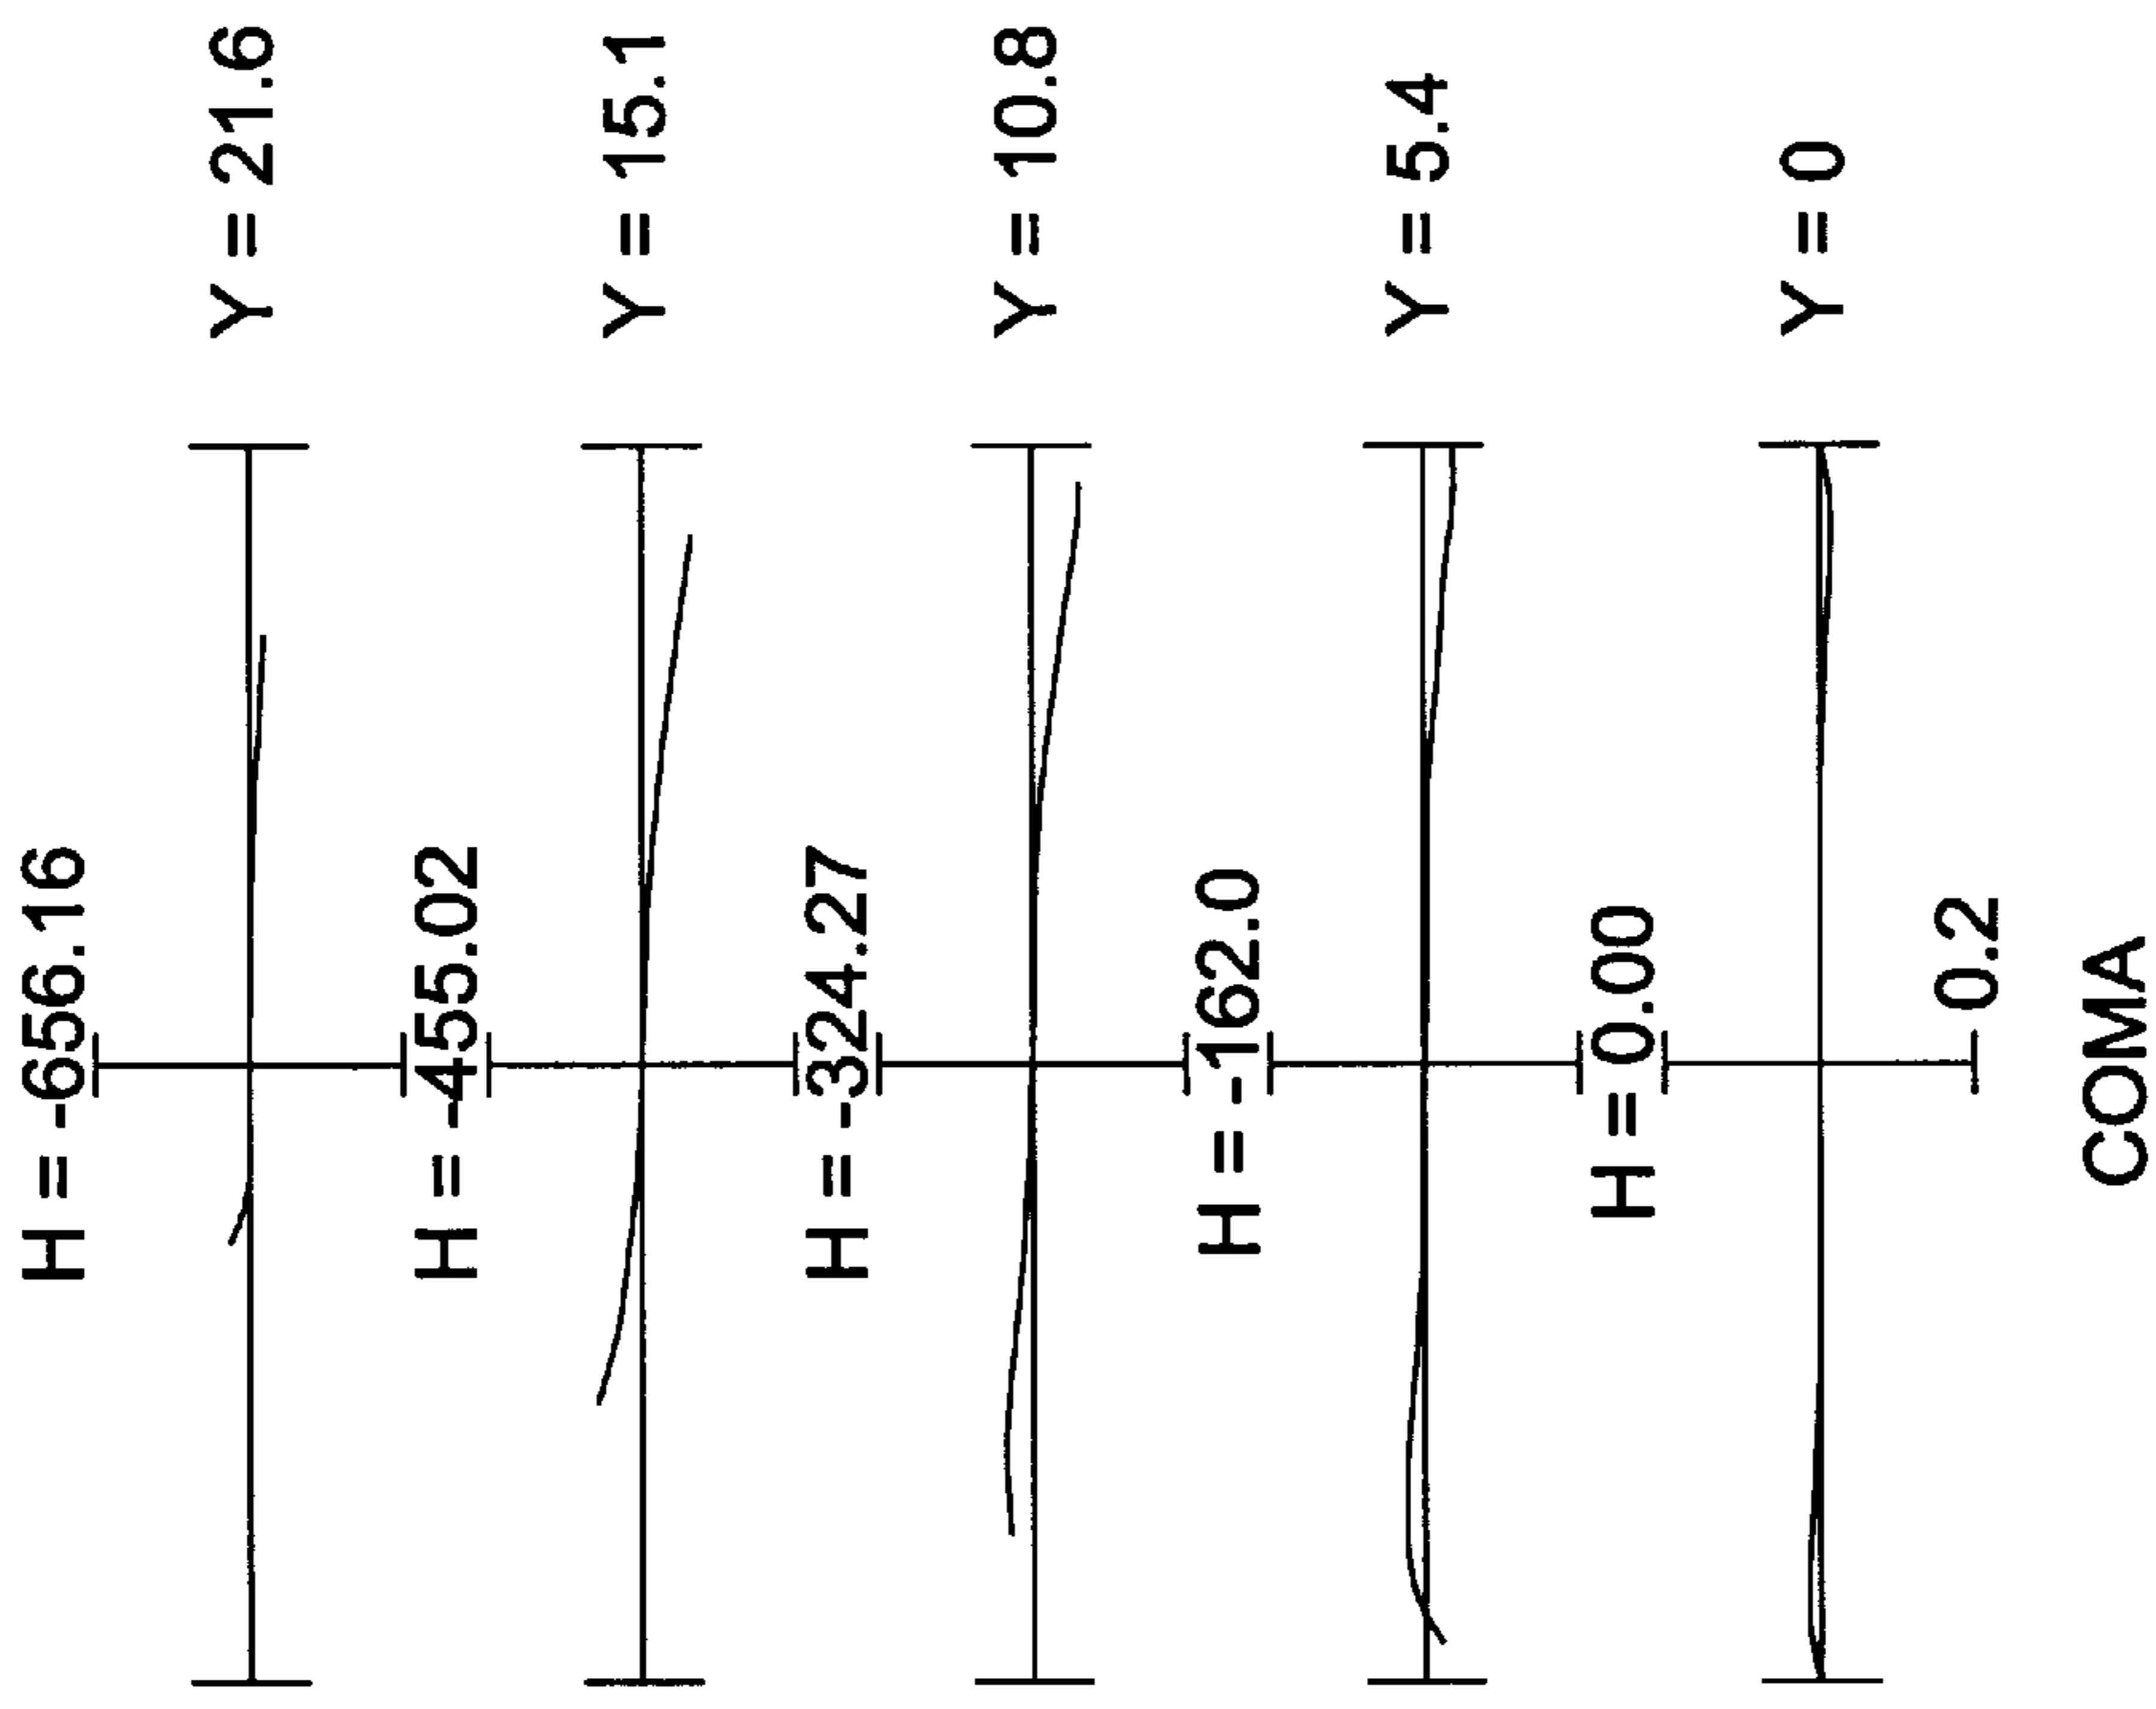 H = -656.16
Y = 21.6
H = -455.02
Y = 15.1
H = -324.27
Y = 10.8
H = -162.0
Y = 5.4
H = 0.00
Y = 0
0.2
COMA